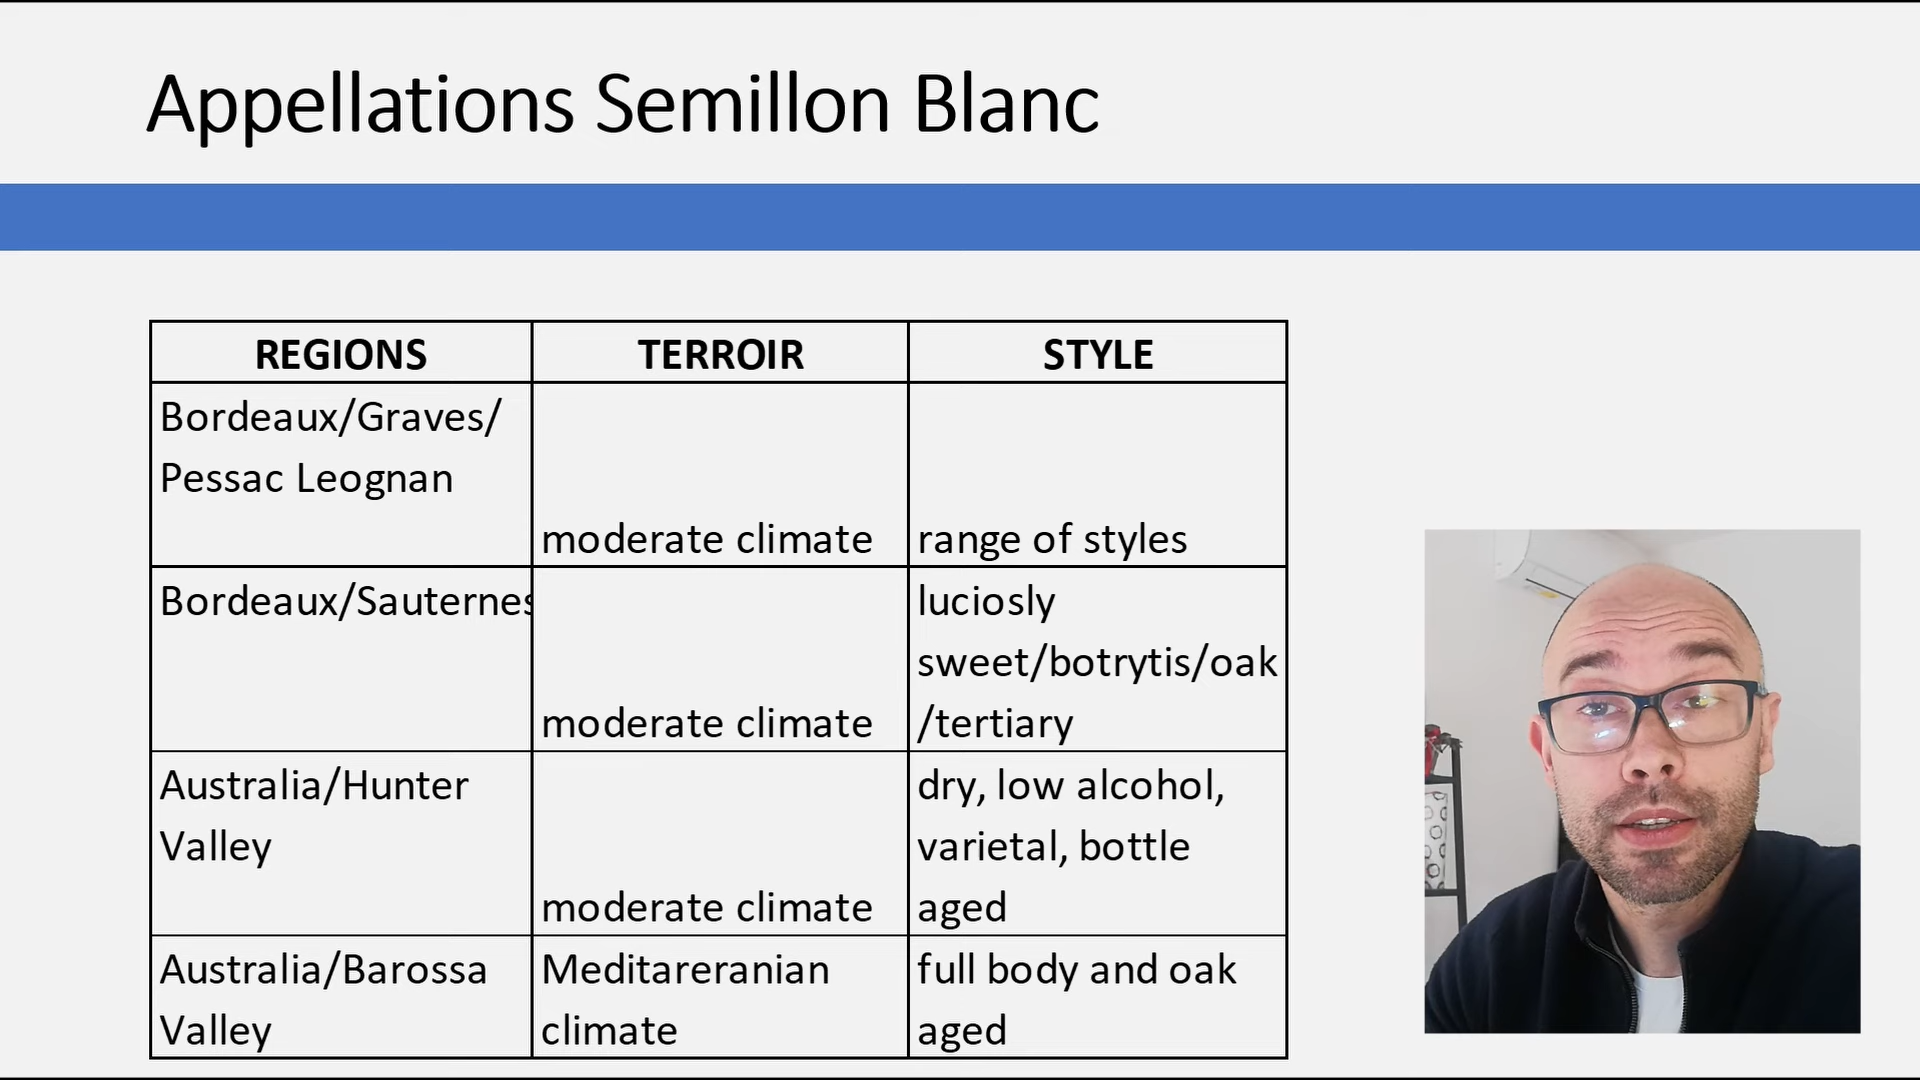 Appellations Semillon Blanc
REGIONS TERROIR STYLE
Bordeaux/Graves/
Pessac Leognan
moderate climate range of styles
Bordeaux/Sauternes
luciosly
sweet/botrytis/oak
moderate climate /tertiary
Australia/Hunter dry, low alcohol,
Valley varietal, bottle
moderate climate aged
Australia/Barossa Meditareranian full body and oak
Valley climate aged